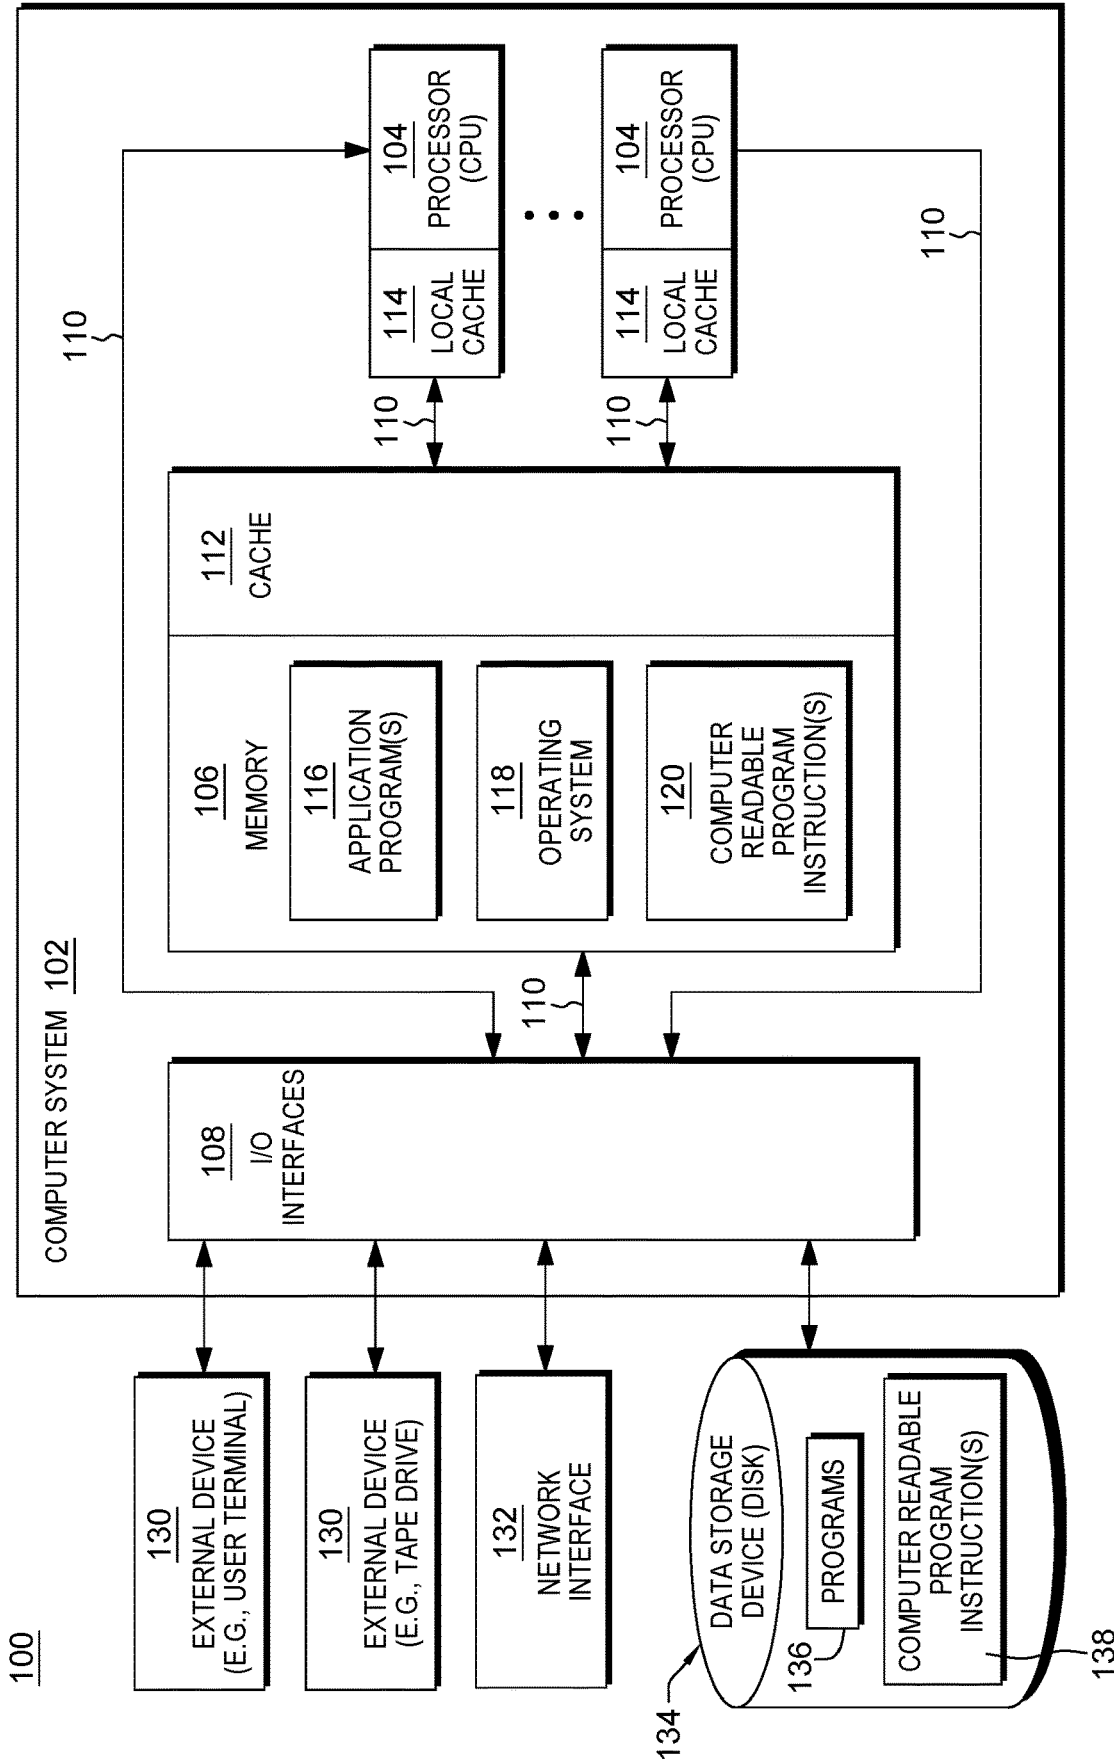 100
COMPUTER SYSTEM 102
130
EXTERNAL DEVICE
(E.G., USER TERMINAL)
130
EXTERNAL DEVICE
(E.G., TAPE DRIVE)
132
NETWORK
INTERFACE
134
DATA STORAGE
DEVICE (DISK)
136
PROGRAMS
COMPUTER READABLE
PROGRAM
INSTRUCTION(S)
138
108
I/O
INTERFACES
110
110
106
MEMORY
116
APPLICATION
PROGRAM(S)
118
OPERATING
SYSTEM
120
COMPUTER
READABLE
PROGRAM
INSTRUCTION(S)
112
CACHE
110
110
114
LOCAL
CACHE
104
PROCESSOR
(CPU)
114
LOCAL
CACHE
104
PROCESSOR
(CPU)
110